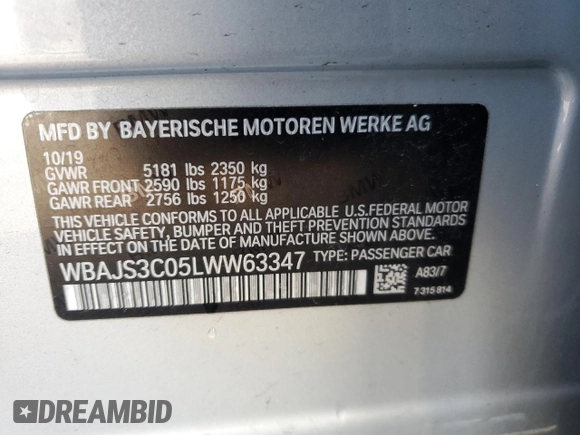 MFD BY BAYERISCHE MOTOREN WERKE AG
10/19
GVWR 5181 lbs 2350 kg
GAWR FRONT 2590 lbs 1175 kg
GAWR REAR 2756 lbs 1250 kg
THIS VEHICLE CONFORMS TO ALL APPLICABLE U.S.FEDERAL MOTOR
VEHICLE SAFETY, BUMPER AND THEFT PREVENTION STANDARDS
IN EFFECT ON THE DATE OF MANUFACTURE SHOWN ABOVE.
WBAJS3C05LWW63347 TYPE: PASSENGER CAR
A83/7
7 315 814
DREAMBID